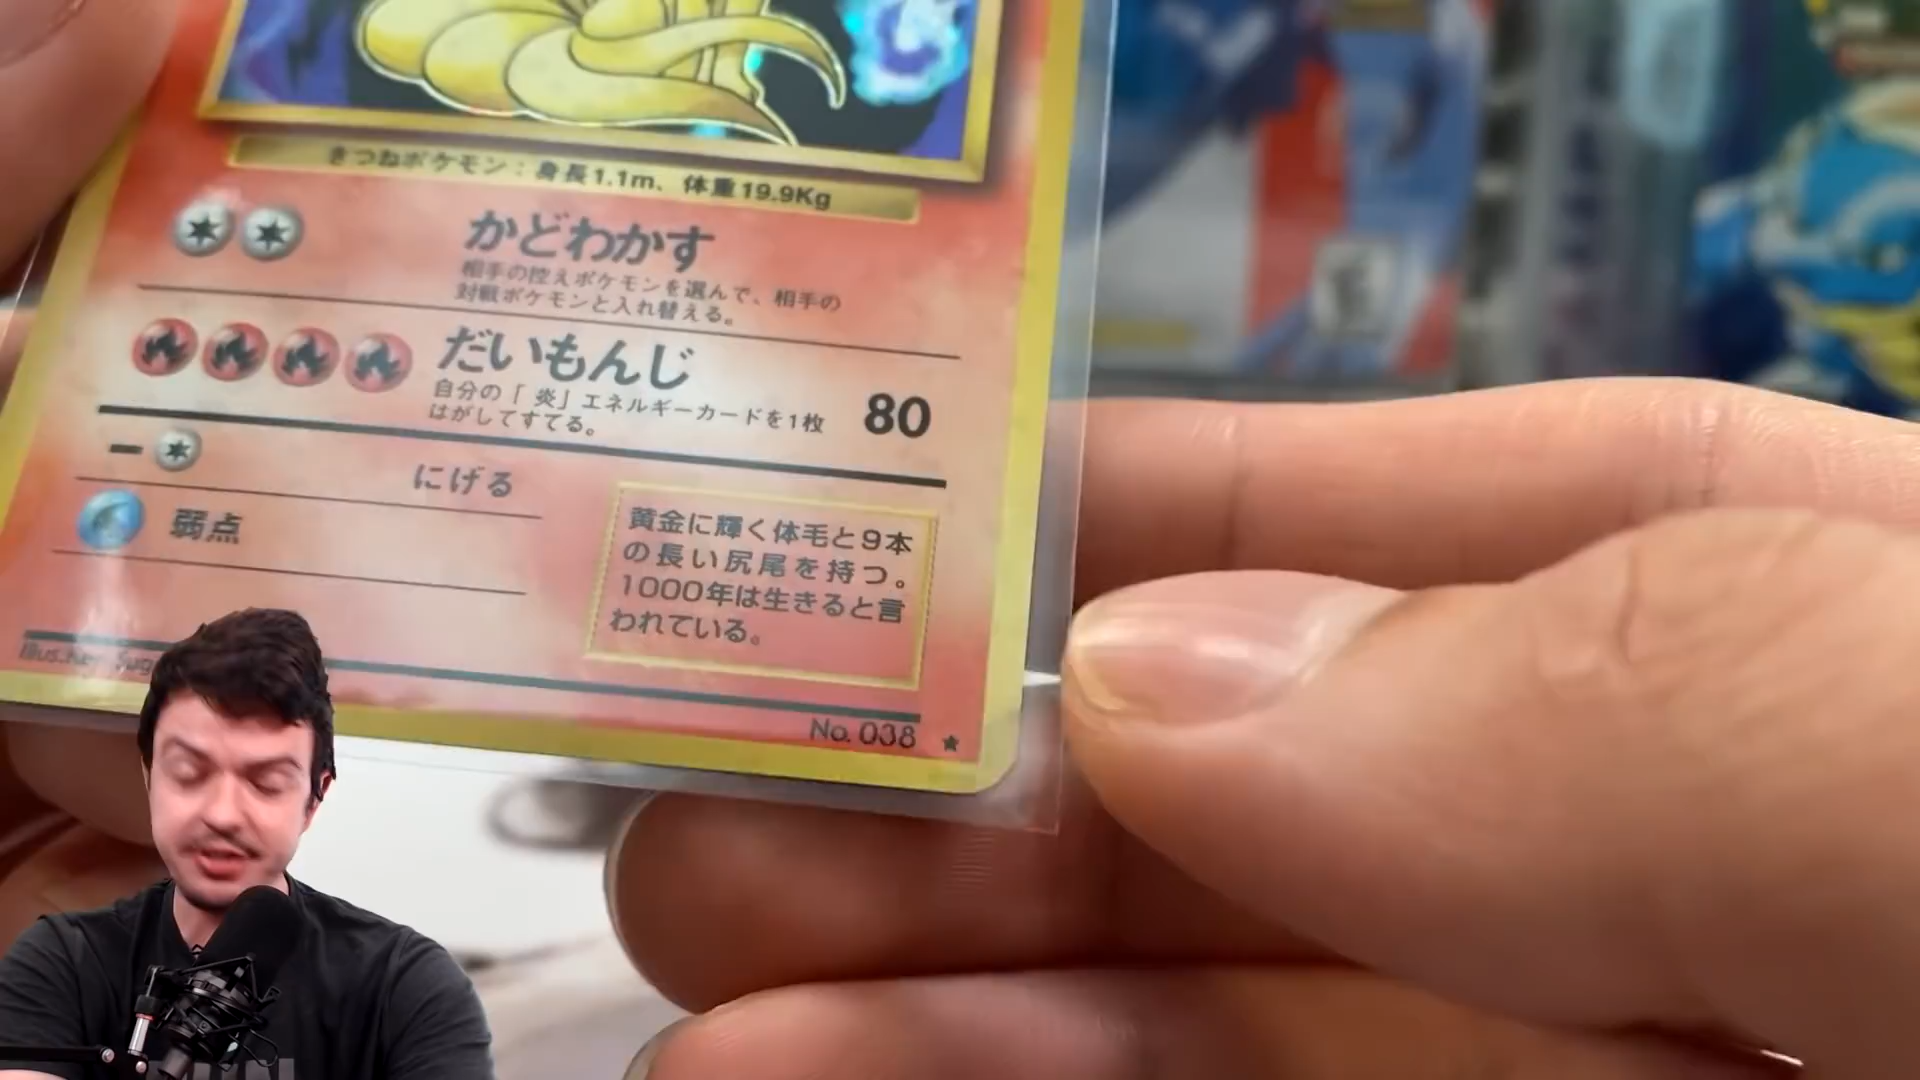 きつねポケモン：身長1.1m、体重19.9Kg
かどわかす
相手の控えポケモンを選んで、相手の
対戦ポケモンと入れ替える。
だいもんじ
自分の「炎」エネルギーカードを1枚
はがしてすてる。
80
にげる
弱点
黄金に輝く体毛と9本
の長い尻尾を持つ。
1000年は生きると言
われている。
Illus.
No. 038 ★